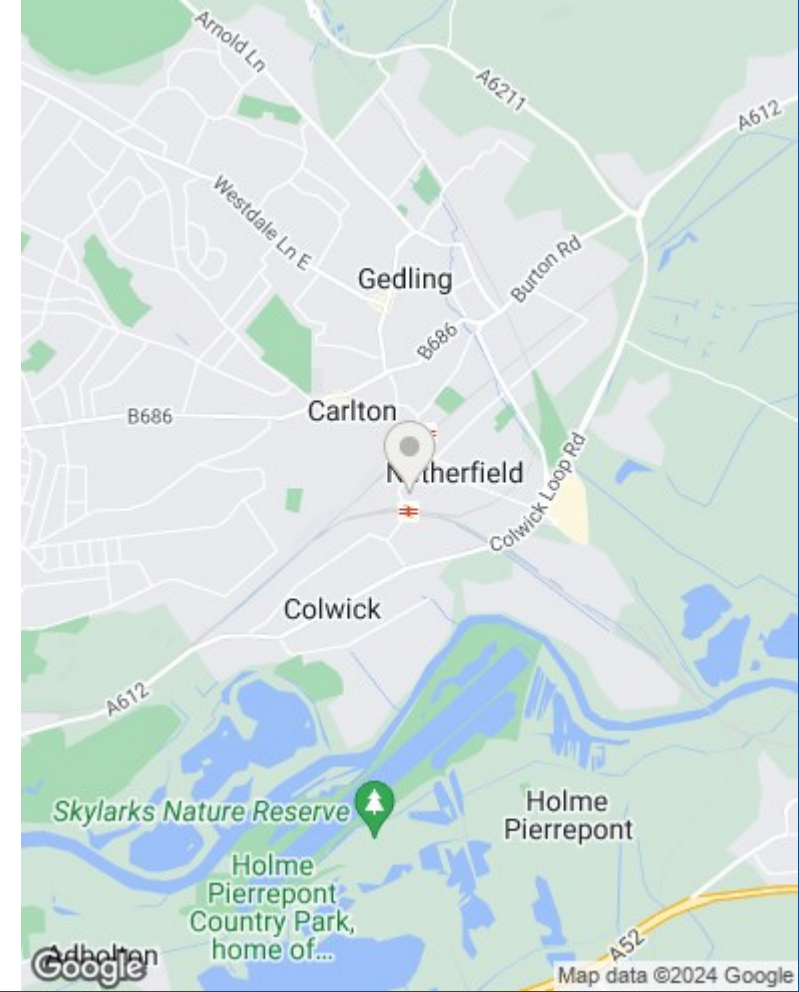 Arnold Ln
A6211
A612
Westdale Ln E
Gedling
Burton Rd
B686
Carlton
B686
Netherfield
Colwick Loop Rd
Colwick
A612
Skylarks Nature Reserve
Holme
Pierrepont
Holme
Pierrepont
Country Park,
home of...
Adbolton
A52
Google
Map data ©2024 Google